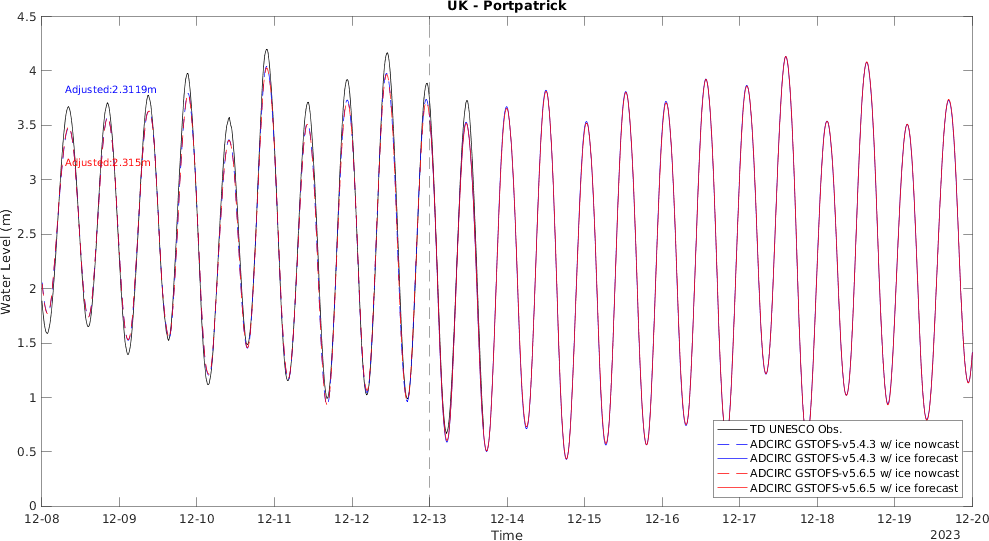 UK - Portpatrick
4.5
4
3.5
3
2.5
2
1.5
1
0.5
0
Water Level (m)
Adjusted:2.3119m
Adjusted:2.315m
TD UNESCO Obs.
ADCIRC GSTOFS-v5.4.3 w/ ice nowcast
ADCIRC GSTOFS-v5.4.3 w/ ice forecast
ADCIRC GSTOFS-v5.6.5 w/ ice nowcast
ADCIRC GSTOFS-v5.6.5 w/ ice forecast
12-08 12-09 12-10 12-11 12-12 12-13 12-14 12-15 12-16 12-17 12-18 12-19 12-20
Time
2023